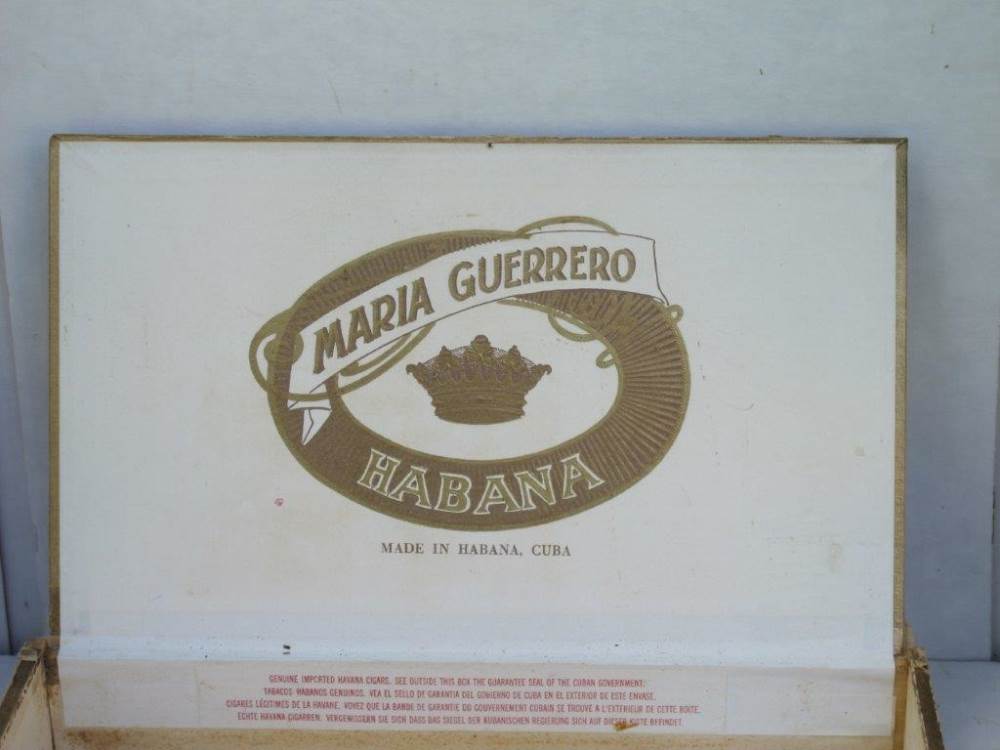 MARIA GUERRERO
HABANA
MADE IN HABANA, CUBA
GENUINE IMPORTED HAVANA CIGARS. SEE OUTSIDE THIS BOX THE GUARANTEE SEAL OF THE CUBAN GOVERNMENT.
TABACOS HABANOS GENUINOS. VEA EL SELLO DE GARANTIA DEL GOBIERNO DE CUBA EN EL EXTERIOR DE ESTE ENVASE.
CIGARES LÉGITIMES DE LA HAVANE. VOYEZ QUE LA BANDE DE GARANTIE DU GOUVERNEMENT CUBAIN SE TROUVE A L'EXTERIEUR DE CETTE BOITE.
ECHTE HAVANA CIGARREN. VERGEWISSERN SIE SICH DASS DAS SIEGEL DER KUBANISCHEN REGIERUNG SICH AUF DIESER KISTE BEFINDET.